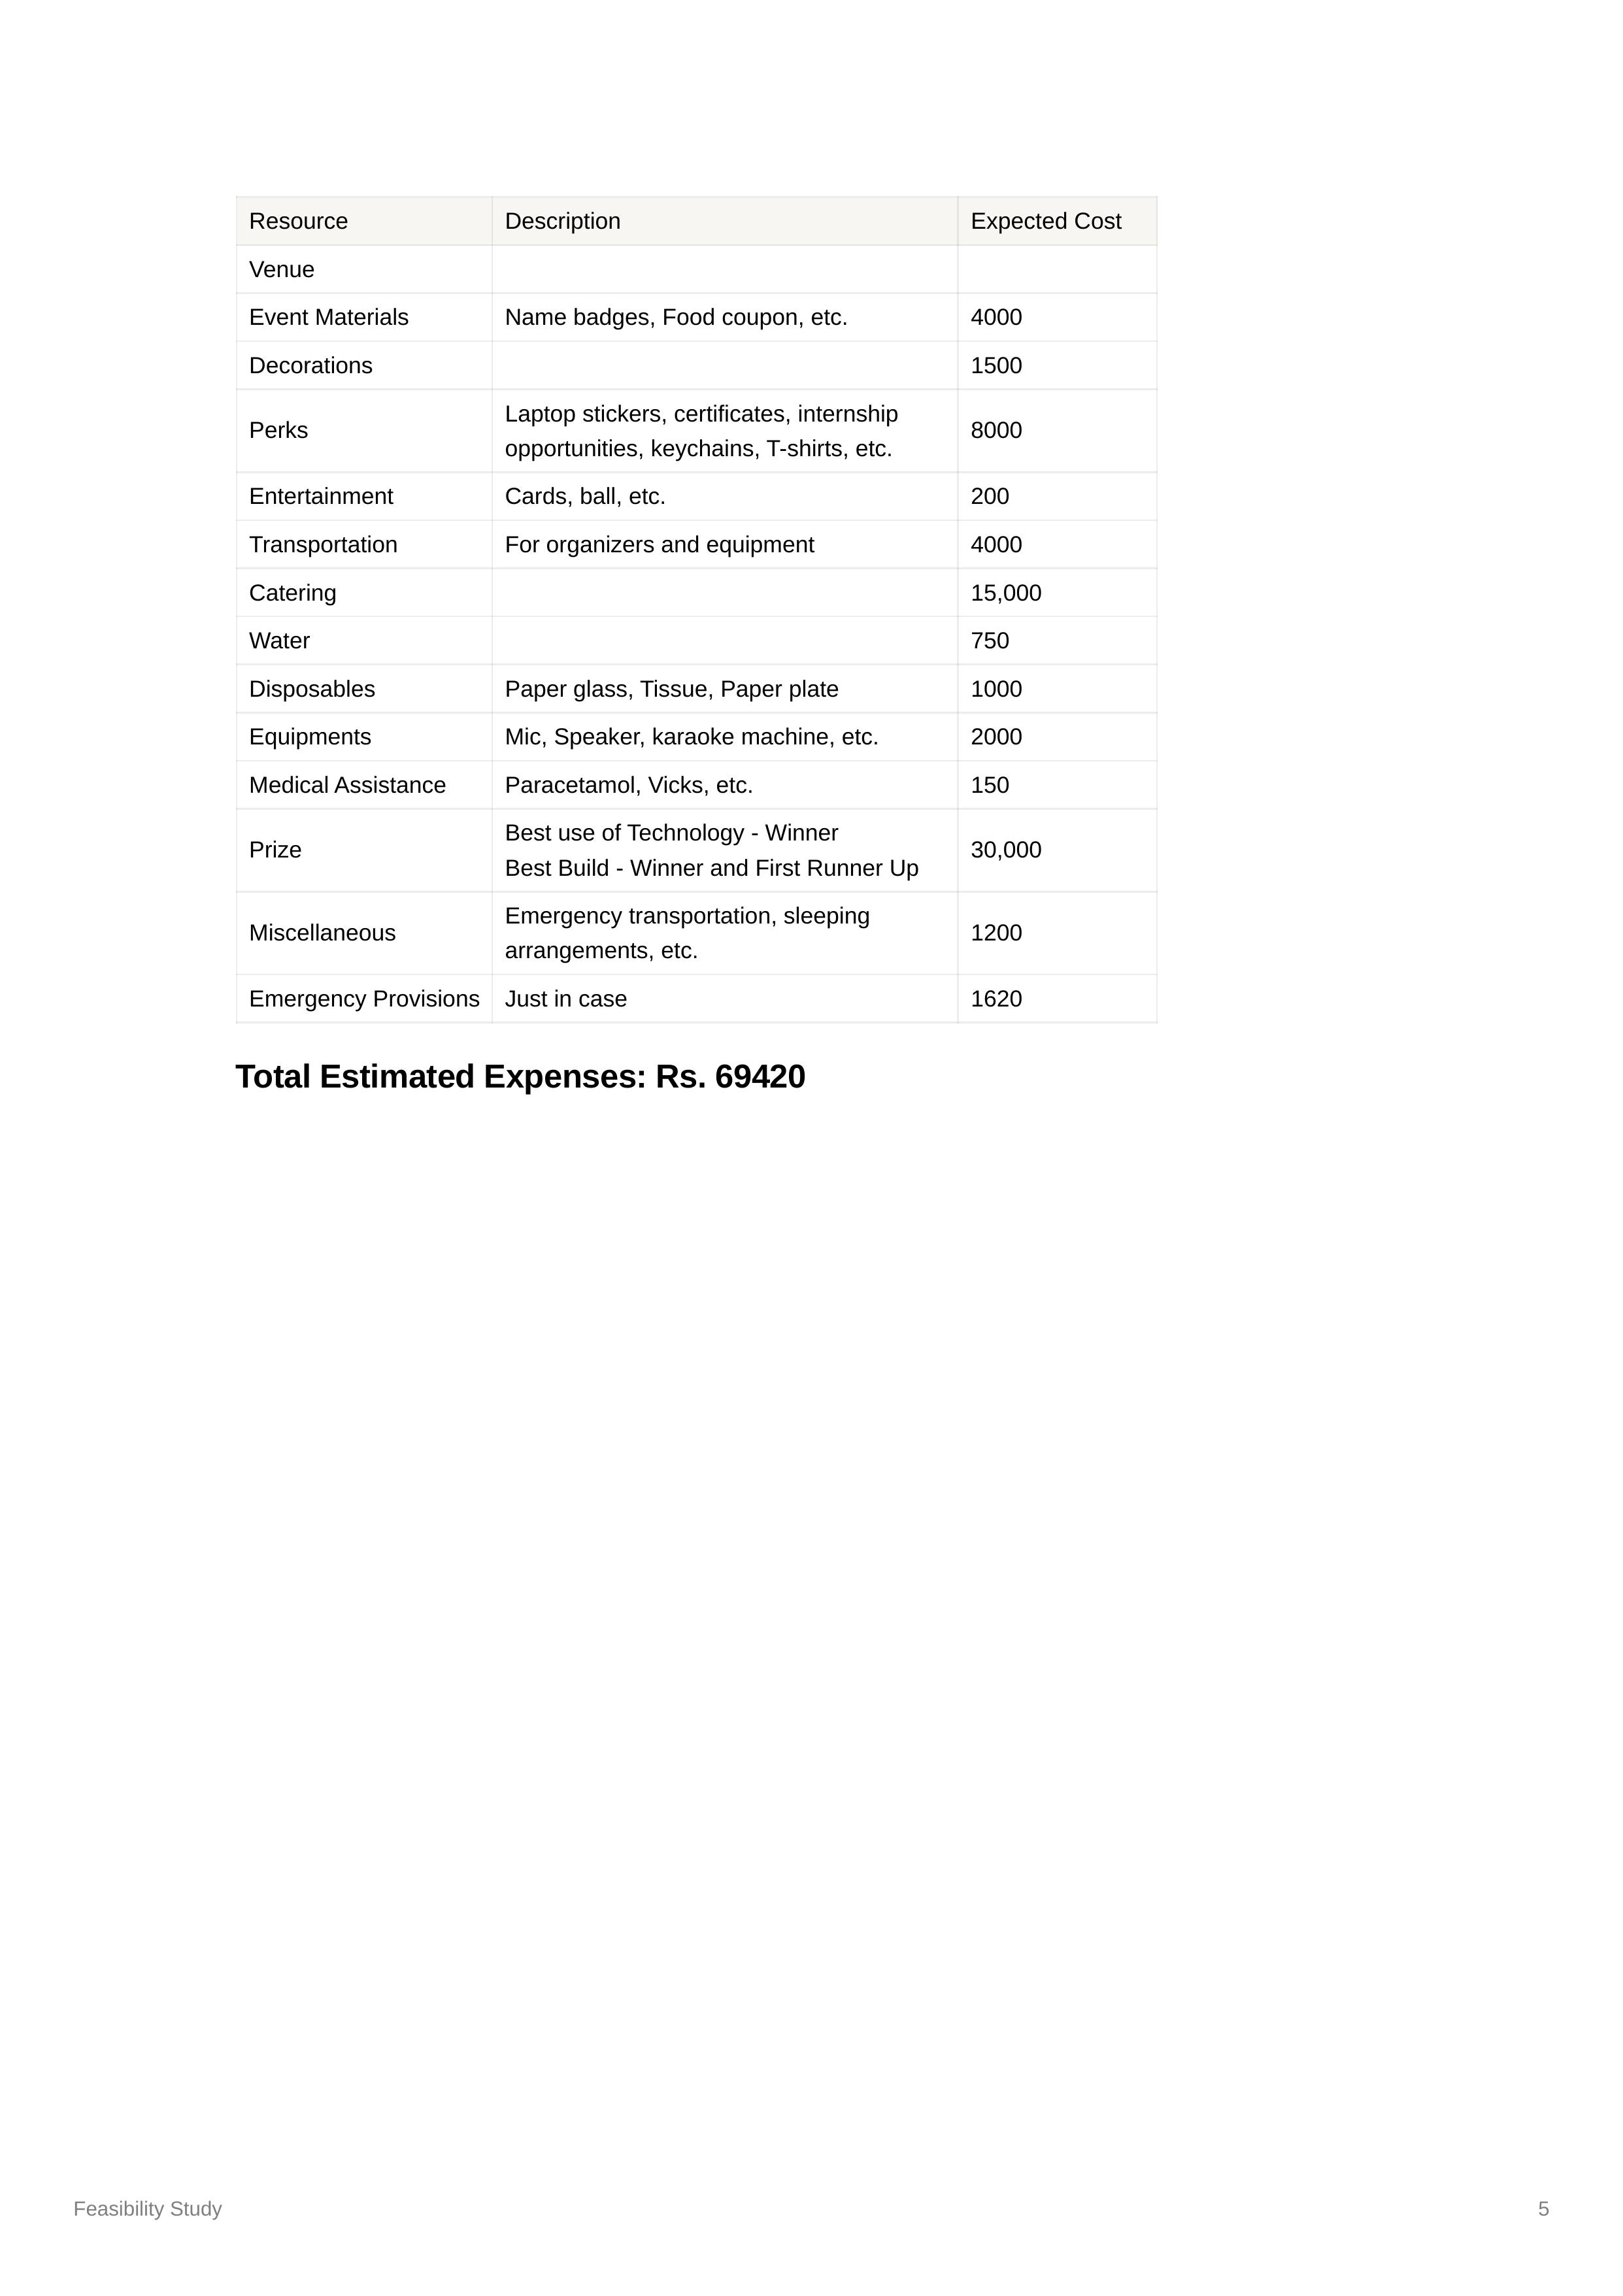 Resource Description Expected Cost
Venue
Event Materials Name badges, Food coupon, etc. 4000
Decorations 1500
Perks Laptop stickers, certificates, internship
opportunities, keychains, T-shirts, etc. 8000
Entertainment Cards, ball, etc. 200
Transportation For organizers and equipment 4000
Catering 15,000
Water 750
Disposables Paper glass, Tissue, Paper plate 1000
Equipments Mic, Speaker, karaoke machine, etc. 2000
Medical Assistance Paracetamol, Vicks, etc. 150
Prize Best use of Technology - Winner
Best Build - Winner and First Runner Up 30,000
Miscellaneous Emergency transportation, sleeping
arrangements, etc. 1200
Emergency Provisions Just in case 1620
Total Estimated Expenses: Rs. 69420
Feasibility Study 5